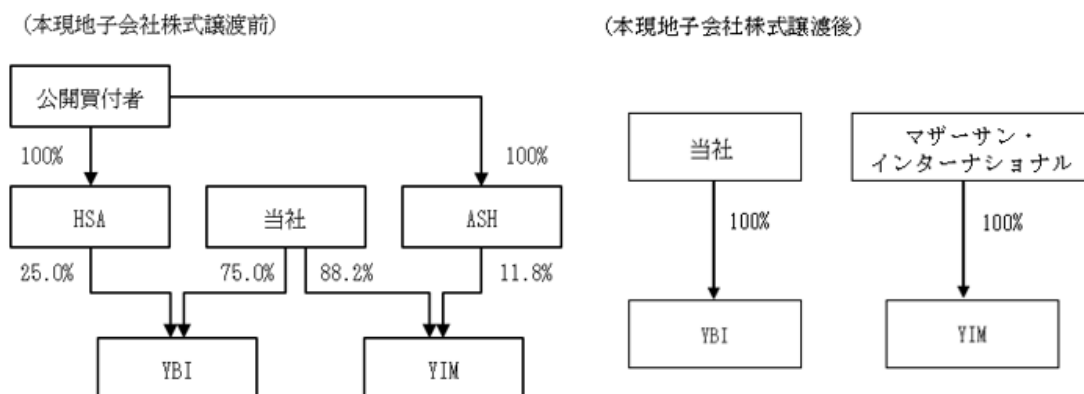 (本現地子会社株式譲渡前)
(本現地子会社株式譲渡後)
公開買付者
100%
100%
HSA
当社
ASH
25.0%
75.0%
88.2%
11.8%
YBI
YIM
当社
マザーサン・
インターナショナル
100%
100%
YBI
YIM